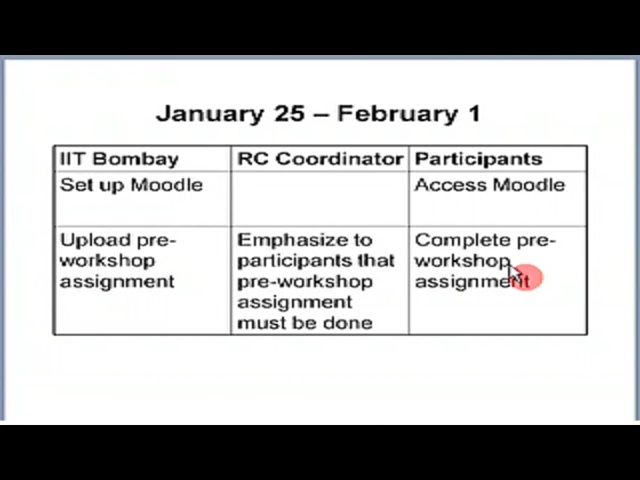 January 25 – February 1
IIT Bombay RC Coordinator Participants
Set up Moodle Access Moodle
Upload pre- Emphasize to Complete pre-
workshop participants that workshop
assignment pre-workshop assignment
assignment
must be done